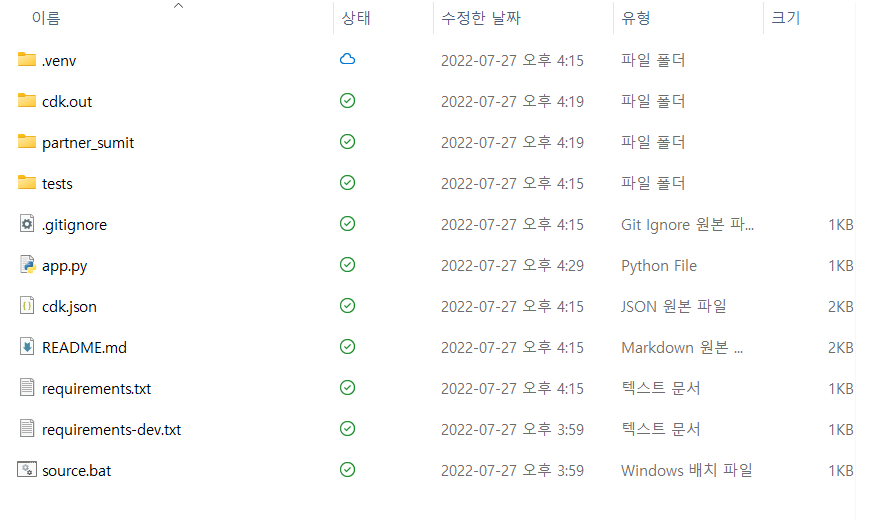 이름 상태 수정한 날짜 유형 크기
.venv 2022-07-27 오후 4:15 파일 폴더
cdk.out 2022-07-27 오후 4:19 파일 폴더
partner_sumit 2022-07-27 오후 4:19 파일 폴더
tests 2022-07-27 오후 4:15 파일 폴더
.gitignore 2022-07-27 오후 4:15 Git Ignore 원본 파... 1KB
app.py 2022-07-27 오후 4:29 Python File 1KB
cdk.json 2022-07-27 오후 4:15 JSON 원본 파일 2KB
README.md 2022-07-27 오후 4:15 Markdown 원본 ... 2KB
requirements.txt 2022-07-27 오후 4:15 텍스트 문서 1KB
requirements-dev.txt 2022-07-27 오후 3:59 텍스트 문서 1KB
source.bat 2022-07-27 오후 3:59 Windows 배치 파일 1KB